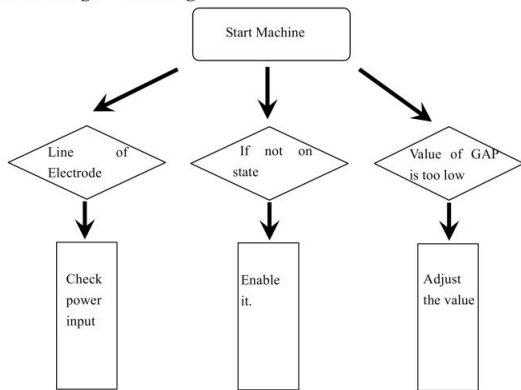 Start Machine
Line of
Electrode
If not on
state
Value of GAP
is too low
Check
power
input
Enable
it.
Adjust
the value